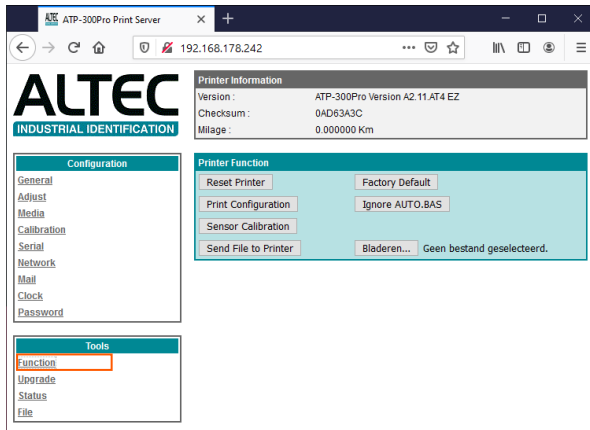 ATP-300Pro Print Server
192.168.178.242
ALTEC
INDUSTRIAL IDENTIFICATION
Printer Information
Version : ATP-300Pro Version A2.11.AT4 EZ
Checksum : 0AD63A3C
Milage : 0.000000 Km
Configuration
General
Adjust
Media
Calibration
Serial
Network
Mail
Clock
Password
Printer Function
Reset Printer Factory Default
Print Configuration Ignore AUTO.BAS
Sensor Calibration
Send File to Printer Bladeren... Geen bestand geselecteerd.
Tools
Function
Upgrade
Status
File